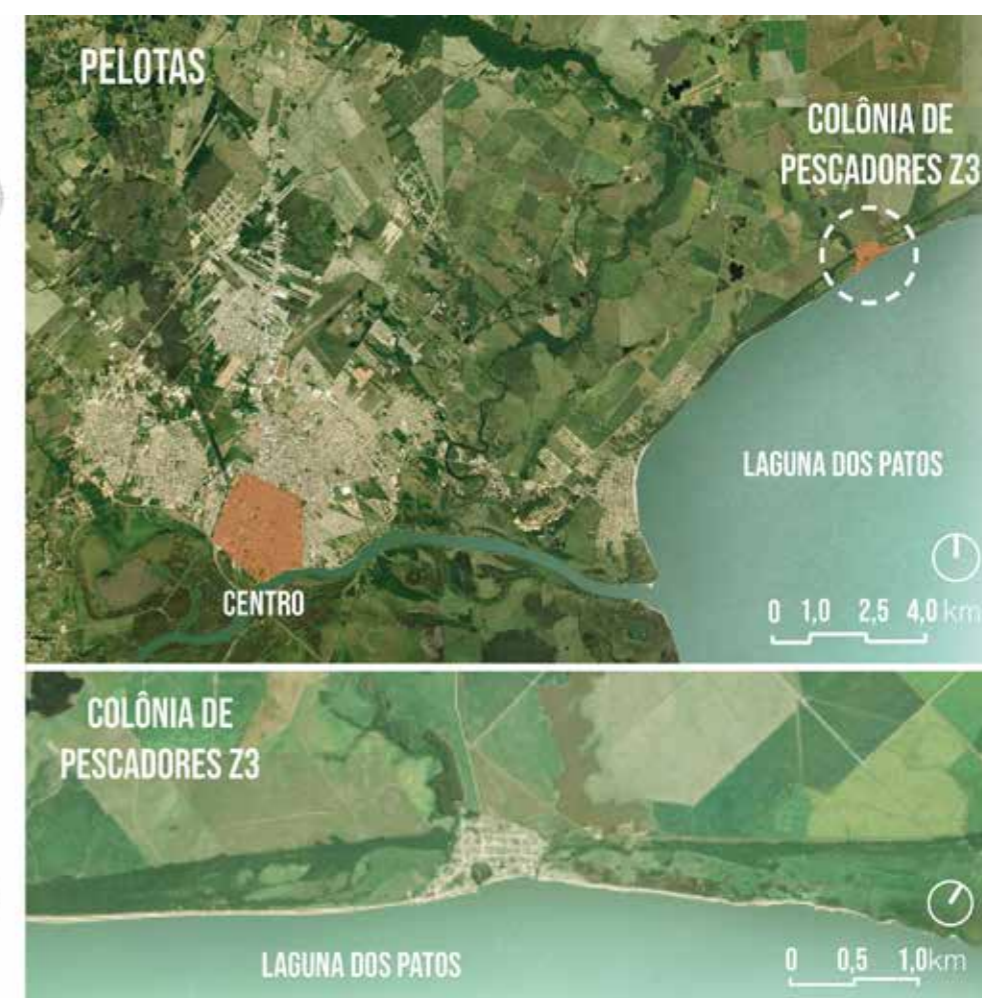 PELOTAS
COLÔNIA DE
PESCADORES Z3
LAGUNA DOS PATOS
CENTRO
0 1,0 2,5 4,0 km
COLÔNIA DE
PESCADORES Z3
LAGUNA DOS PATOS
0 0,5 1,0km